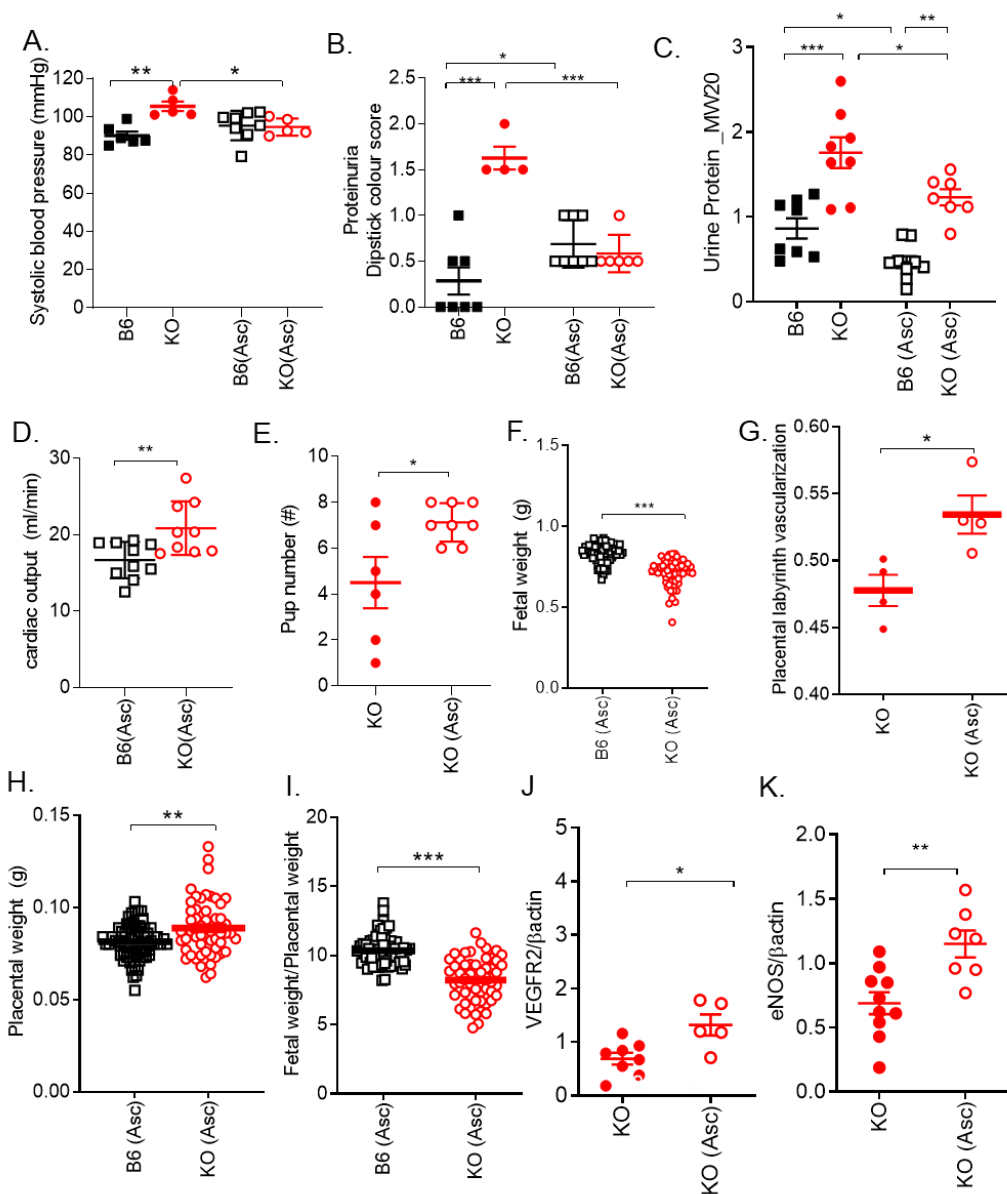 A.
Systolic blood pressure (mmHg)
120
100
80
60
40
20
0
**
*
B6
KO
B6(Asc)
KO(Asc)
B.
Proteinuria
Dipstick colour score
2.5
2.0
1.5
1.0
0.5
0.0
*
***
***
B6
KO
B6(Asc)
KO(Asc)
C.
Urine Protein_MW20
3
2
1
0
*
**
***
*
B6
KO
B6 (Asc)
KO (Asc)
D.
cardiac output (ml/min)
30
20
10
0
**
B6(Asc)
KO(Asc)
E.
Pup number (#)
10
8
6
4
2
0
*
KO
KO (Asc)
F.
Fetal weight (g)
1.5
1.0
0.5
0.0
***
B6 (Asc)
KO (Asc)
G.
Placental labyrinth vascularization
0.60
0.55
0.50
0.45
0.40
*
KO
KO (Asc)
H.
Placental weight (g)
0.15
0.10
0.05
0.00
**
B6 (Asc)
KO (Asc)
I.
Fetal weight/Placental weight
20
15
10
5
0
***
B6 (Asc)
KO (Asc)
J.
VEGFR2/βactin
5
4
3
2
1
0
*
KO
KO (Asc)
K.
eNOS/βactin
2.0
1.5
1.0
0.5
0.0
**
KO
KO (Asc)